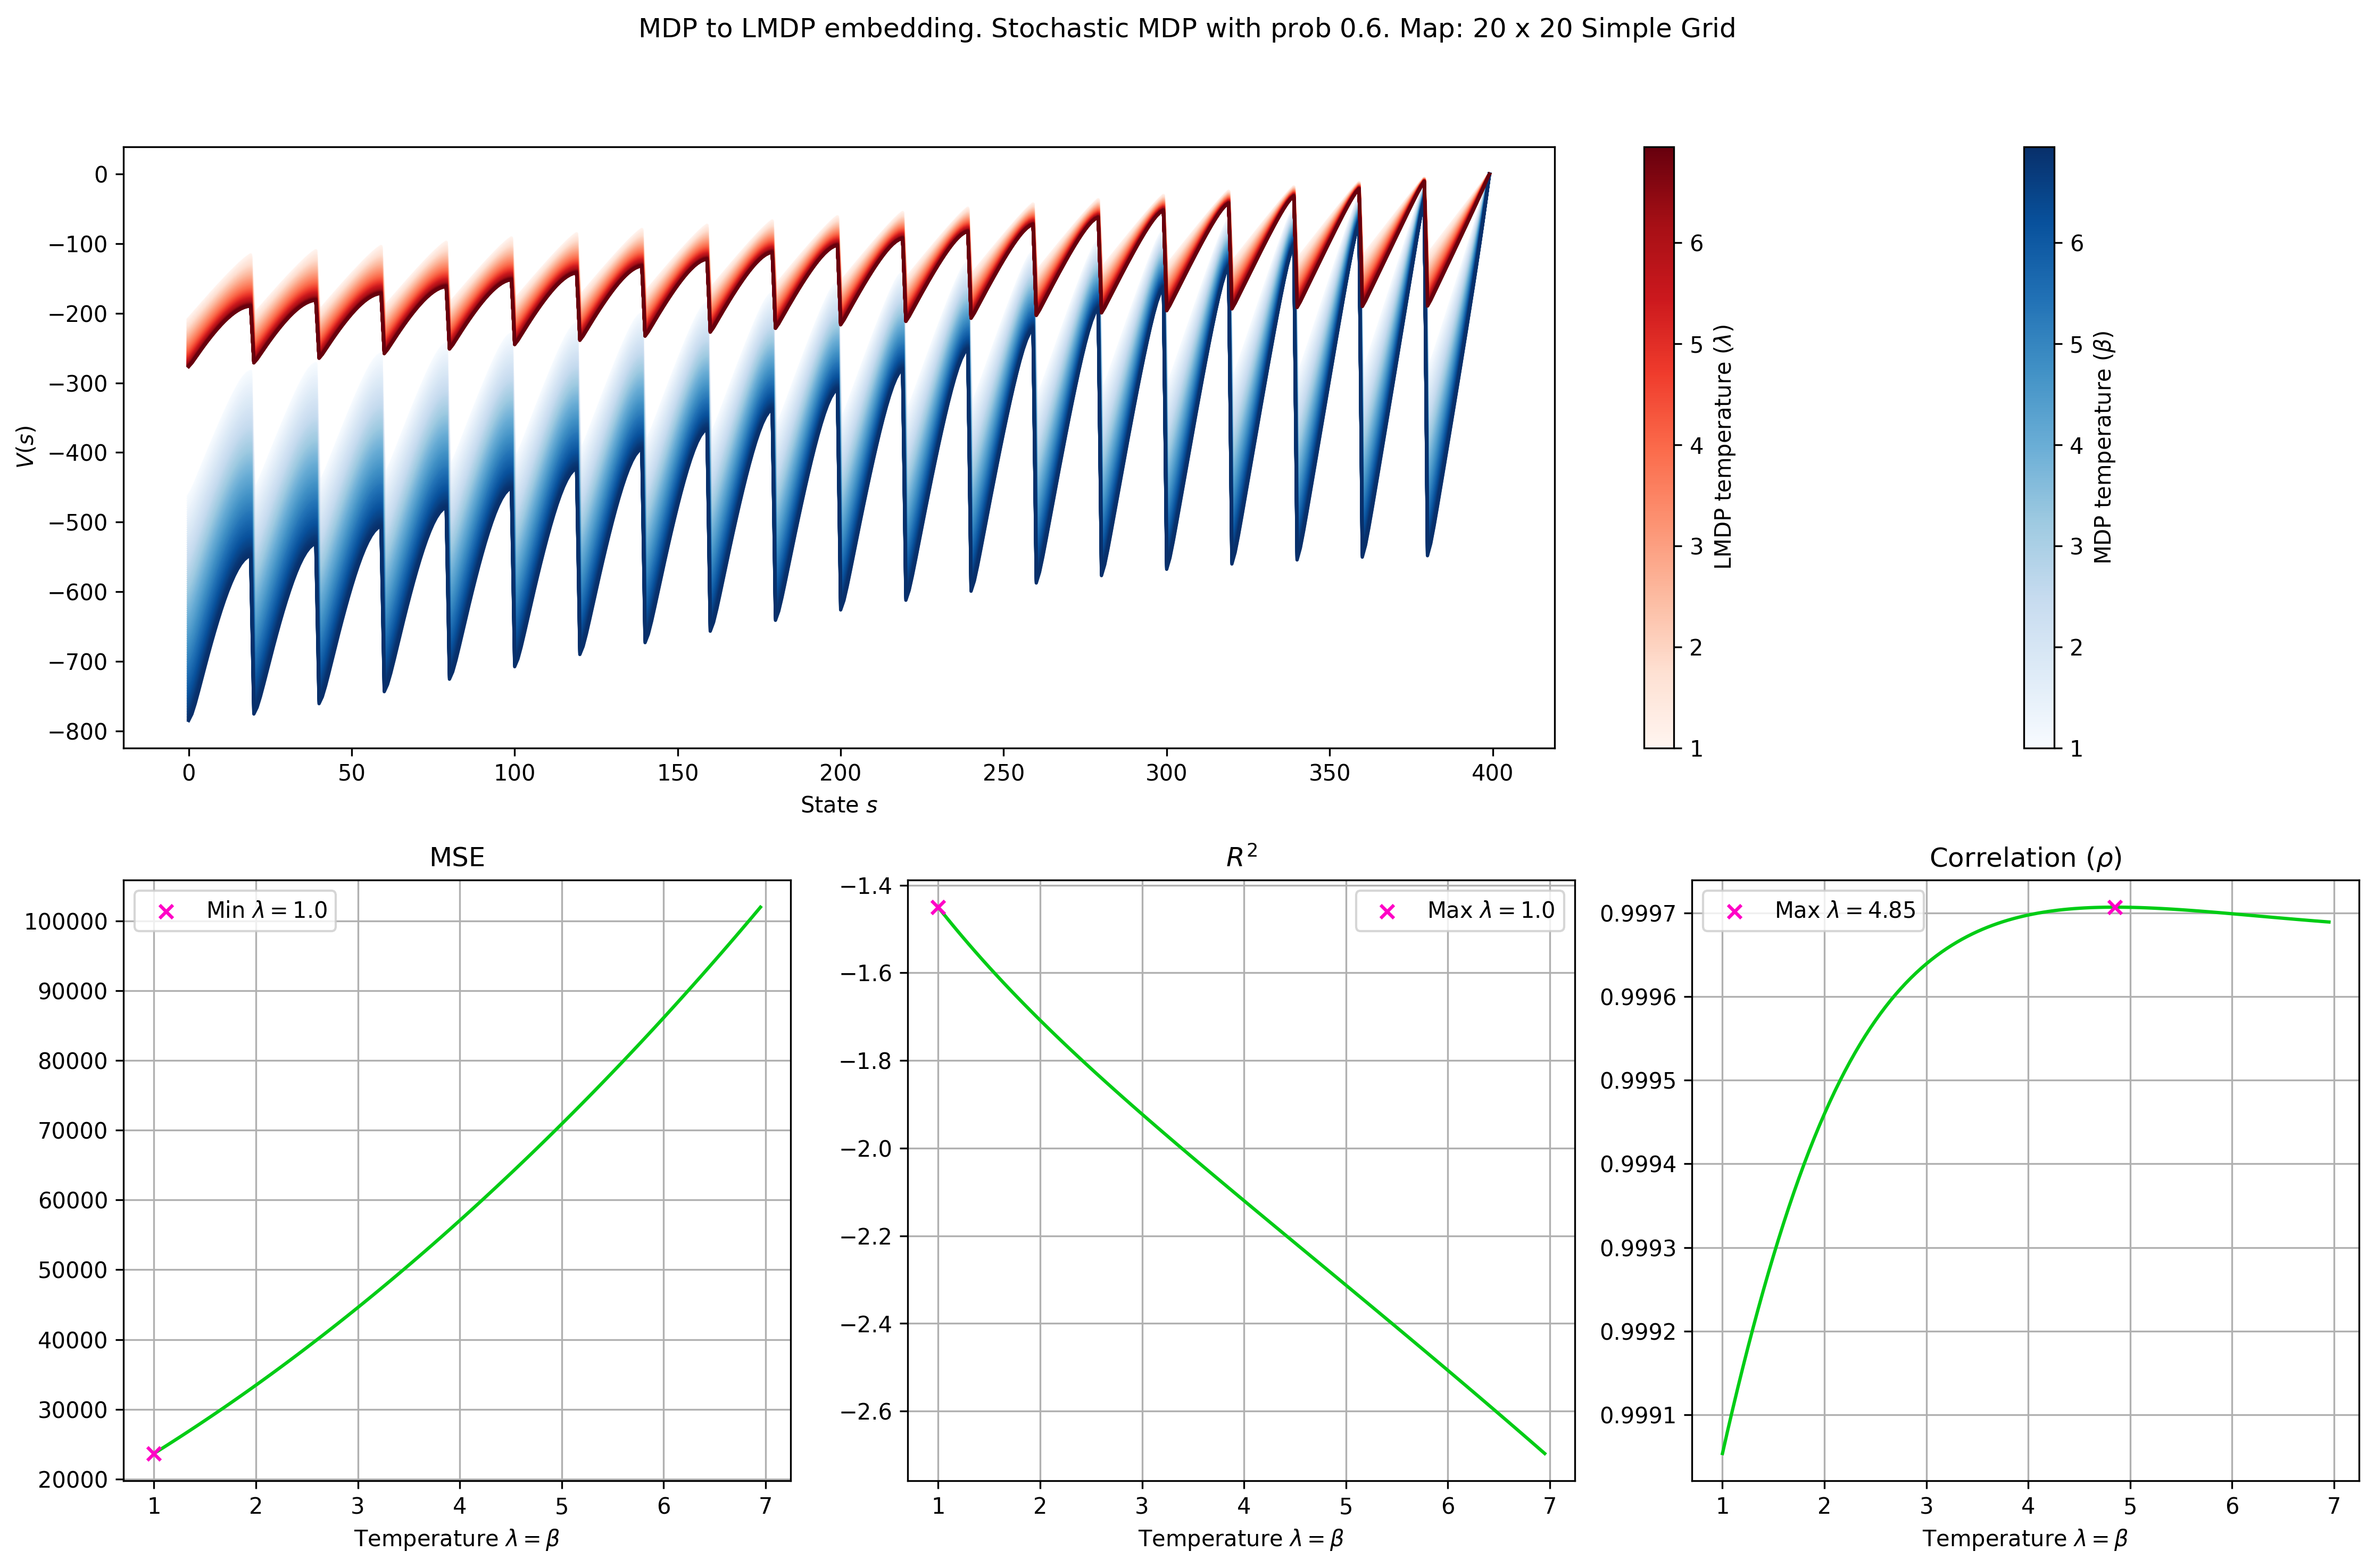 MDP to LMDP embedding. Stochastic MDP with prob 0.6. Map: 20 x 20 Simple Grid
0
−100
−200
−300
−400
−500
−600
−700
−800
V(s)
0 50 100 150 200 250 300 350 400
State s
6
5
4
3
2
1
LMDP temperature (λ)
6
5
4
3
2
1
MDP temperature (β)
MSE
Min λ = 1.0
100000
90000
80000
70000
60000
50000
40000
30000
20000
1 2 3 4 5 6 7
Temperature λ = β
R²
Max λ = 1.0
−1.4
−1.6
−1.8
−2.0
−2.2
−2.4
−2.6
1 2 3 4 5 6 7
Temperature λ = β
Correlation (ρ)
Max λ = 4.85
0.9997
0.9996
0.9995
0.9994
0.9993
0.9992
0.9991
1 2 3 4 5 6 7
Temperature λ = β